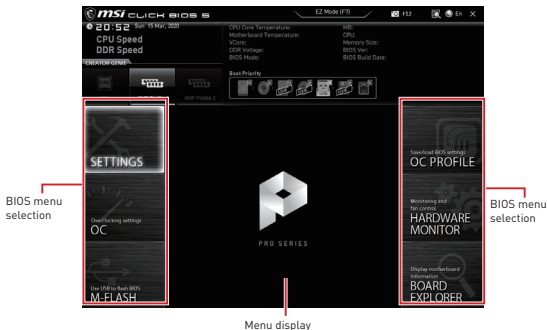 msi CLICK BIOS 5
EZ Mode (F7)
F12
En
20:52 Sun 15 Mar, 2020
CPU Speed
DDR Speed
CREATOR GENIE
CPU Core Temperature:
Motherboard Temperature:
VCore:
DDR Voltage:
BIOS Mode:
MB:
CPU:
Memory Size:
BIOS Ver:
BIOS Build Date:
Boot Priority
XMP Profile 2
SETTINGS
Overclocking settings
OC
Use USB to flash BIOS
M-FLASH
PRO SERIES
Save/load BIOS settings
OC PROFILE
Monitoring and
fan control
HARDWARE
MONITOR
Display motherboard
Information
BOARD
EXPLORER
BIOS menu
selection
BIOS menu
selection
Menu display